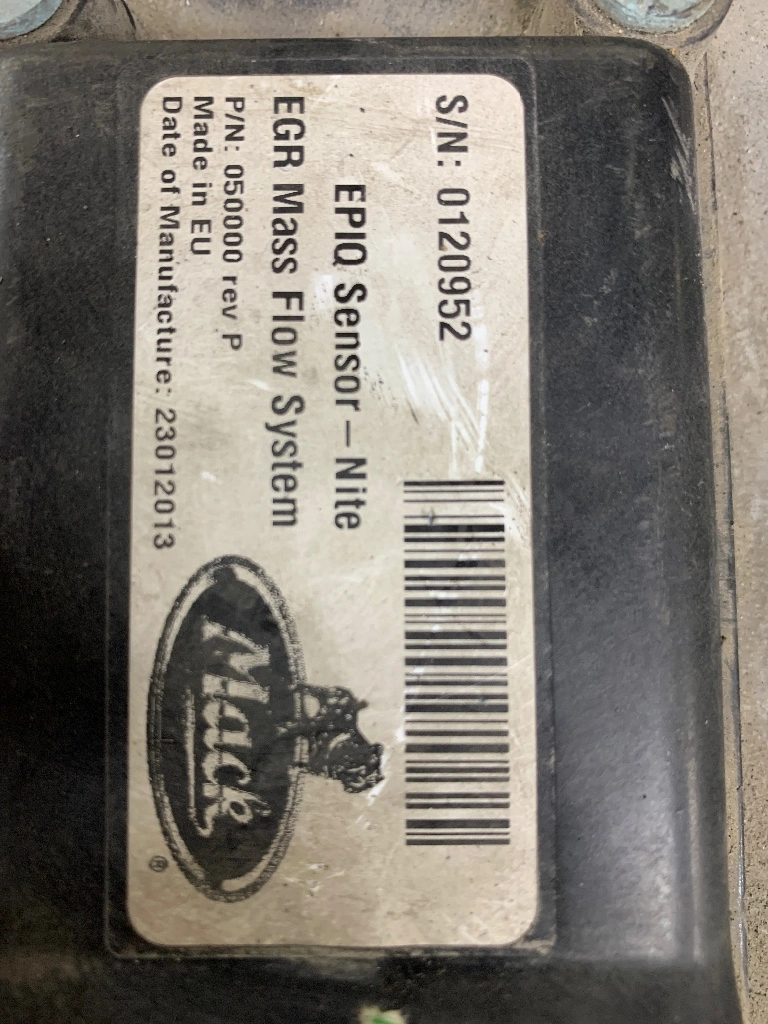 S/N: 0120952
EPIQ Sensor – Nite
EGR Mass Flow System
P/N: 050000 rev P
Made in EU
Date of Manufacture: 23012013
Mack
®